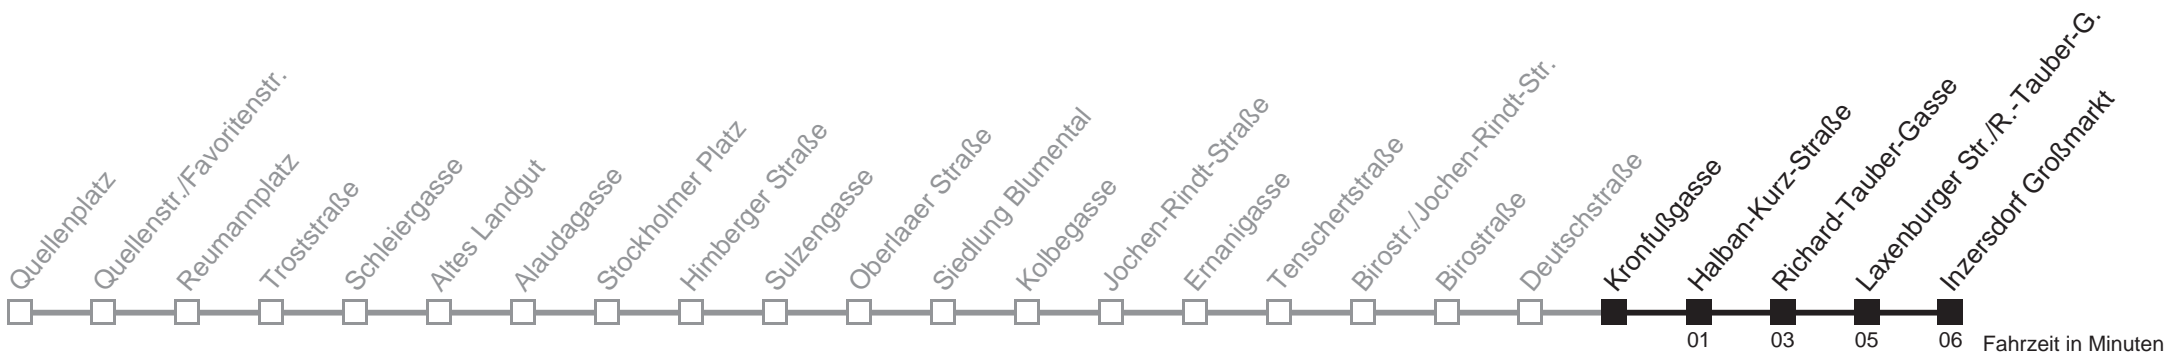 Quellenplatz
Quellenstr./Favoritenstr.
Reumannplatz
Troststraße
Schleiergasse
Altes Landgut
Alaudagasse
Stockholmer Platz
Himberger Straße
Sulzengasse
Oberlaaer Straße
Siedlung Blumental
Kolbegasse
Jochen-Rindt-Straße
Ernanigasse
Tenschertstraße
Birostr./Jochen-Rindt-Str.
Birostraße
Deutschstraße
Kronfußgasse
Halban-Kurz-Straße
Richard-Tauber-Gasse
Laxenburger Str./R.-Tauber-G.
Inzersdorf Großmarkt
01 03 05 06 Fahrzeit in Minuten